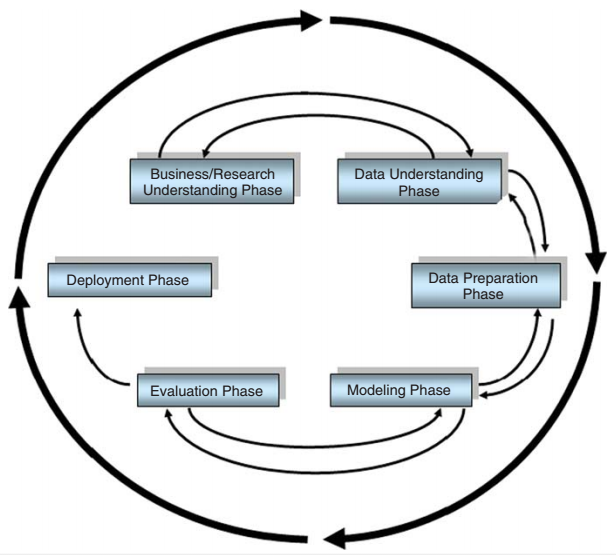 Business/Research
Understanding Phase
Data Understanding
Phase
Deployment Phase
Data Preparation
Phase
Evaluation Phase
Modeling Phase